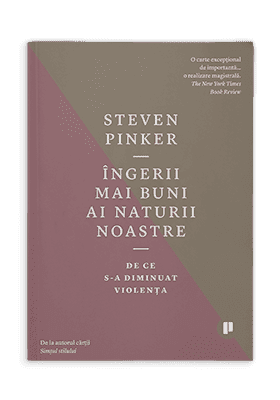 O carte excepțional
de importantă...
o realizare magistrală.
The New York Times
Book Review
STEVEN
PINKER
ÎNGERII
MAI BUNI
AI NATURII
NOASTRE
DE CE
S-A DIMINUAT
VIOLENȚA
De la autorul cărții
Simțul stilului
p